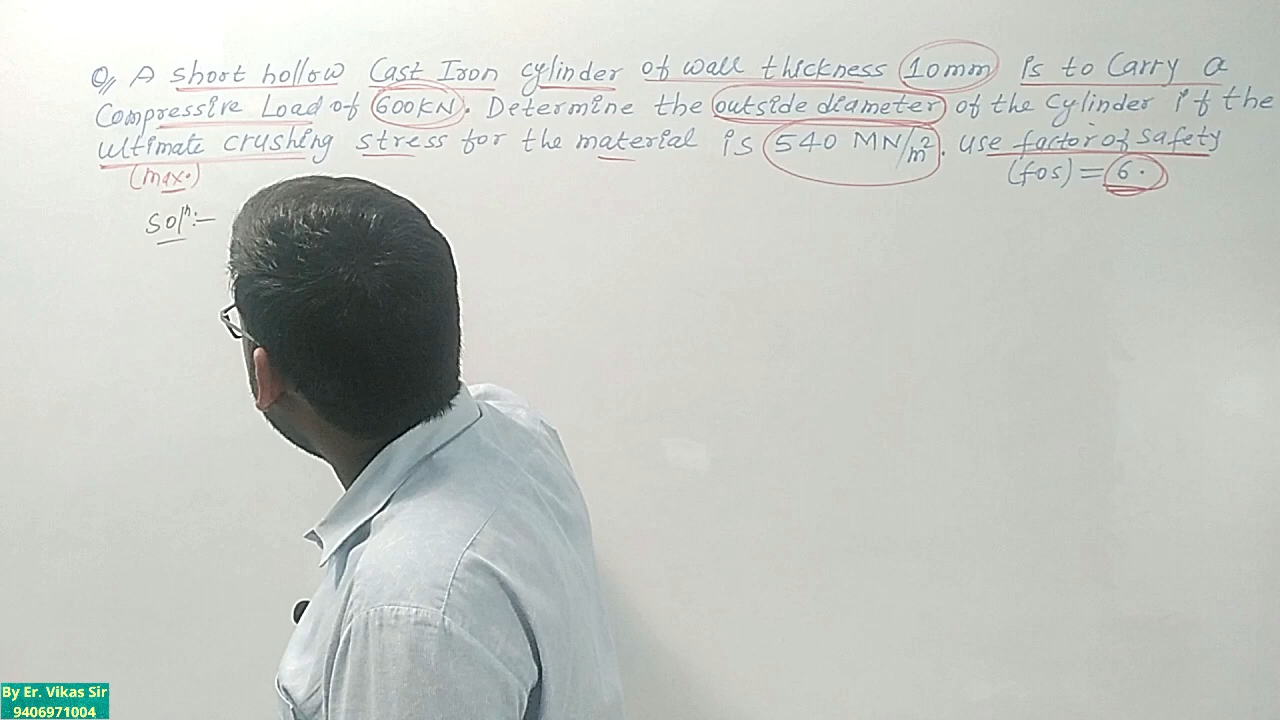 Q// A short hollow Cast Iron cylinder of wall thickness 10mm is to Carry a
Compressive Load of 600KN. Determine the outside diameter of the Cylinder if the
ultimate crushing stress for the material is 540 MN/m². use factor of safety
(max.) (fos) = 6.
Solⁿ:-
By Er. Vikas Sir
9406971004